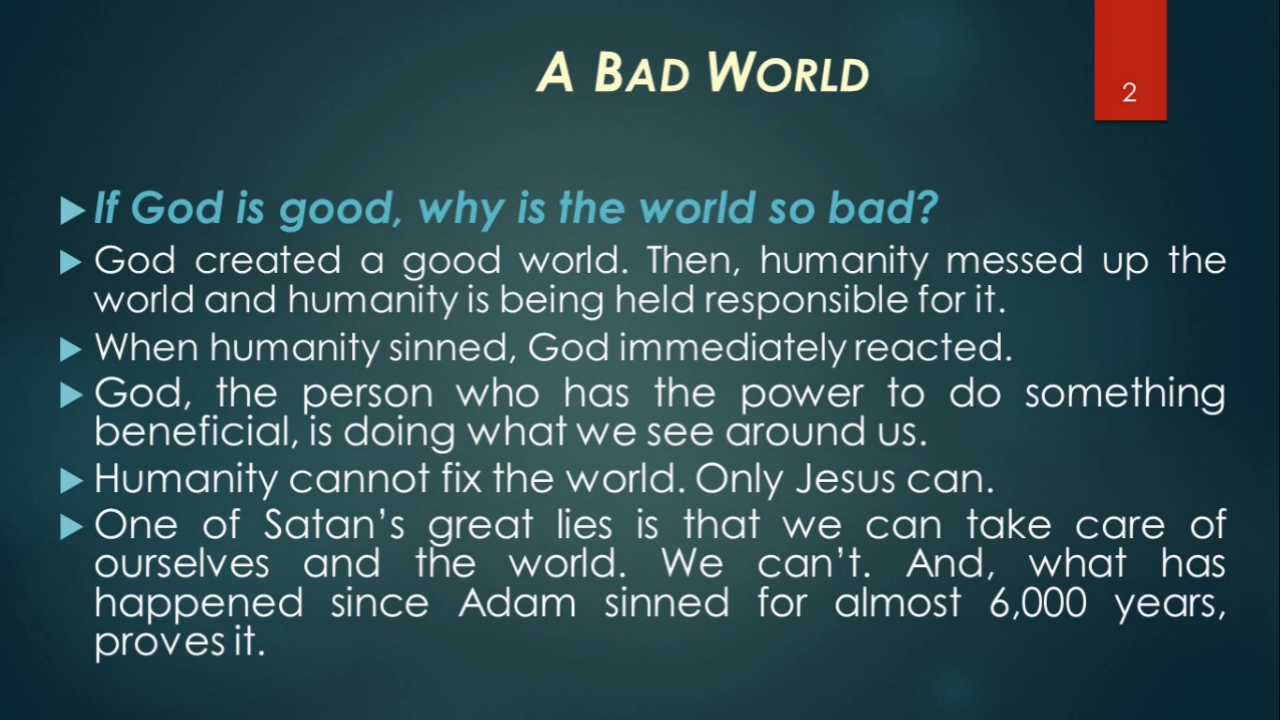 A BAD WORLD
2
If God is good, why is the world so bad?
God created a good world. Then, humanity messed up the
world and humanity is being held responsible for it.
When humanity sinned, God immediately reacted.
God, the person who has the power to do something
beneficial, is doing what we see around us.
Humanity cannot fix the world. Only Jesus can.
One of Satan’s great lies is that we can take care of
ourselves and the world. We can’t. And, what has
happened since Adam sinned for almost 6,000 years,
proves it.